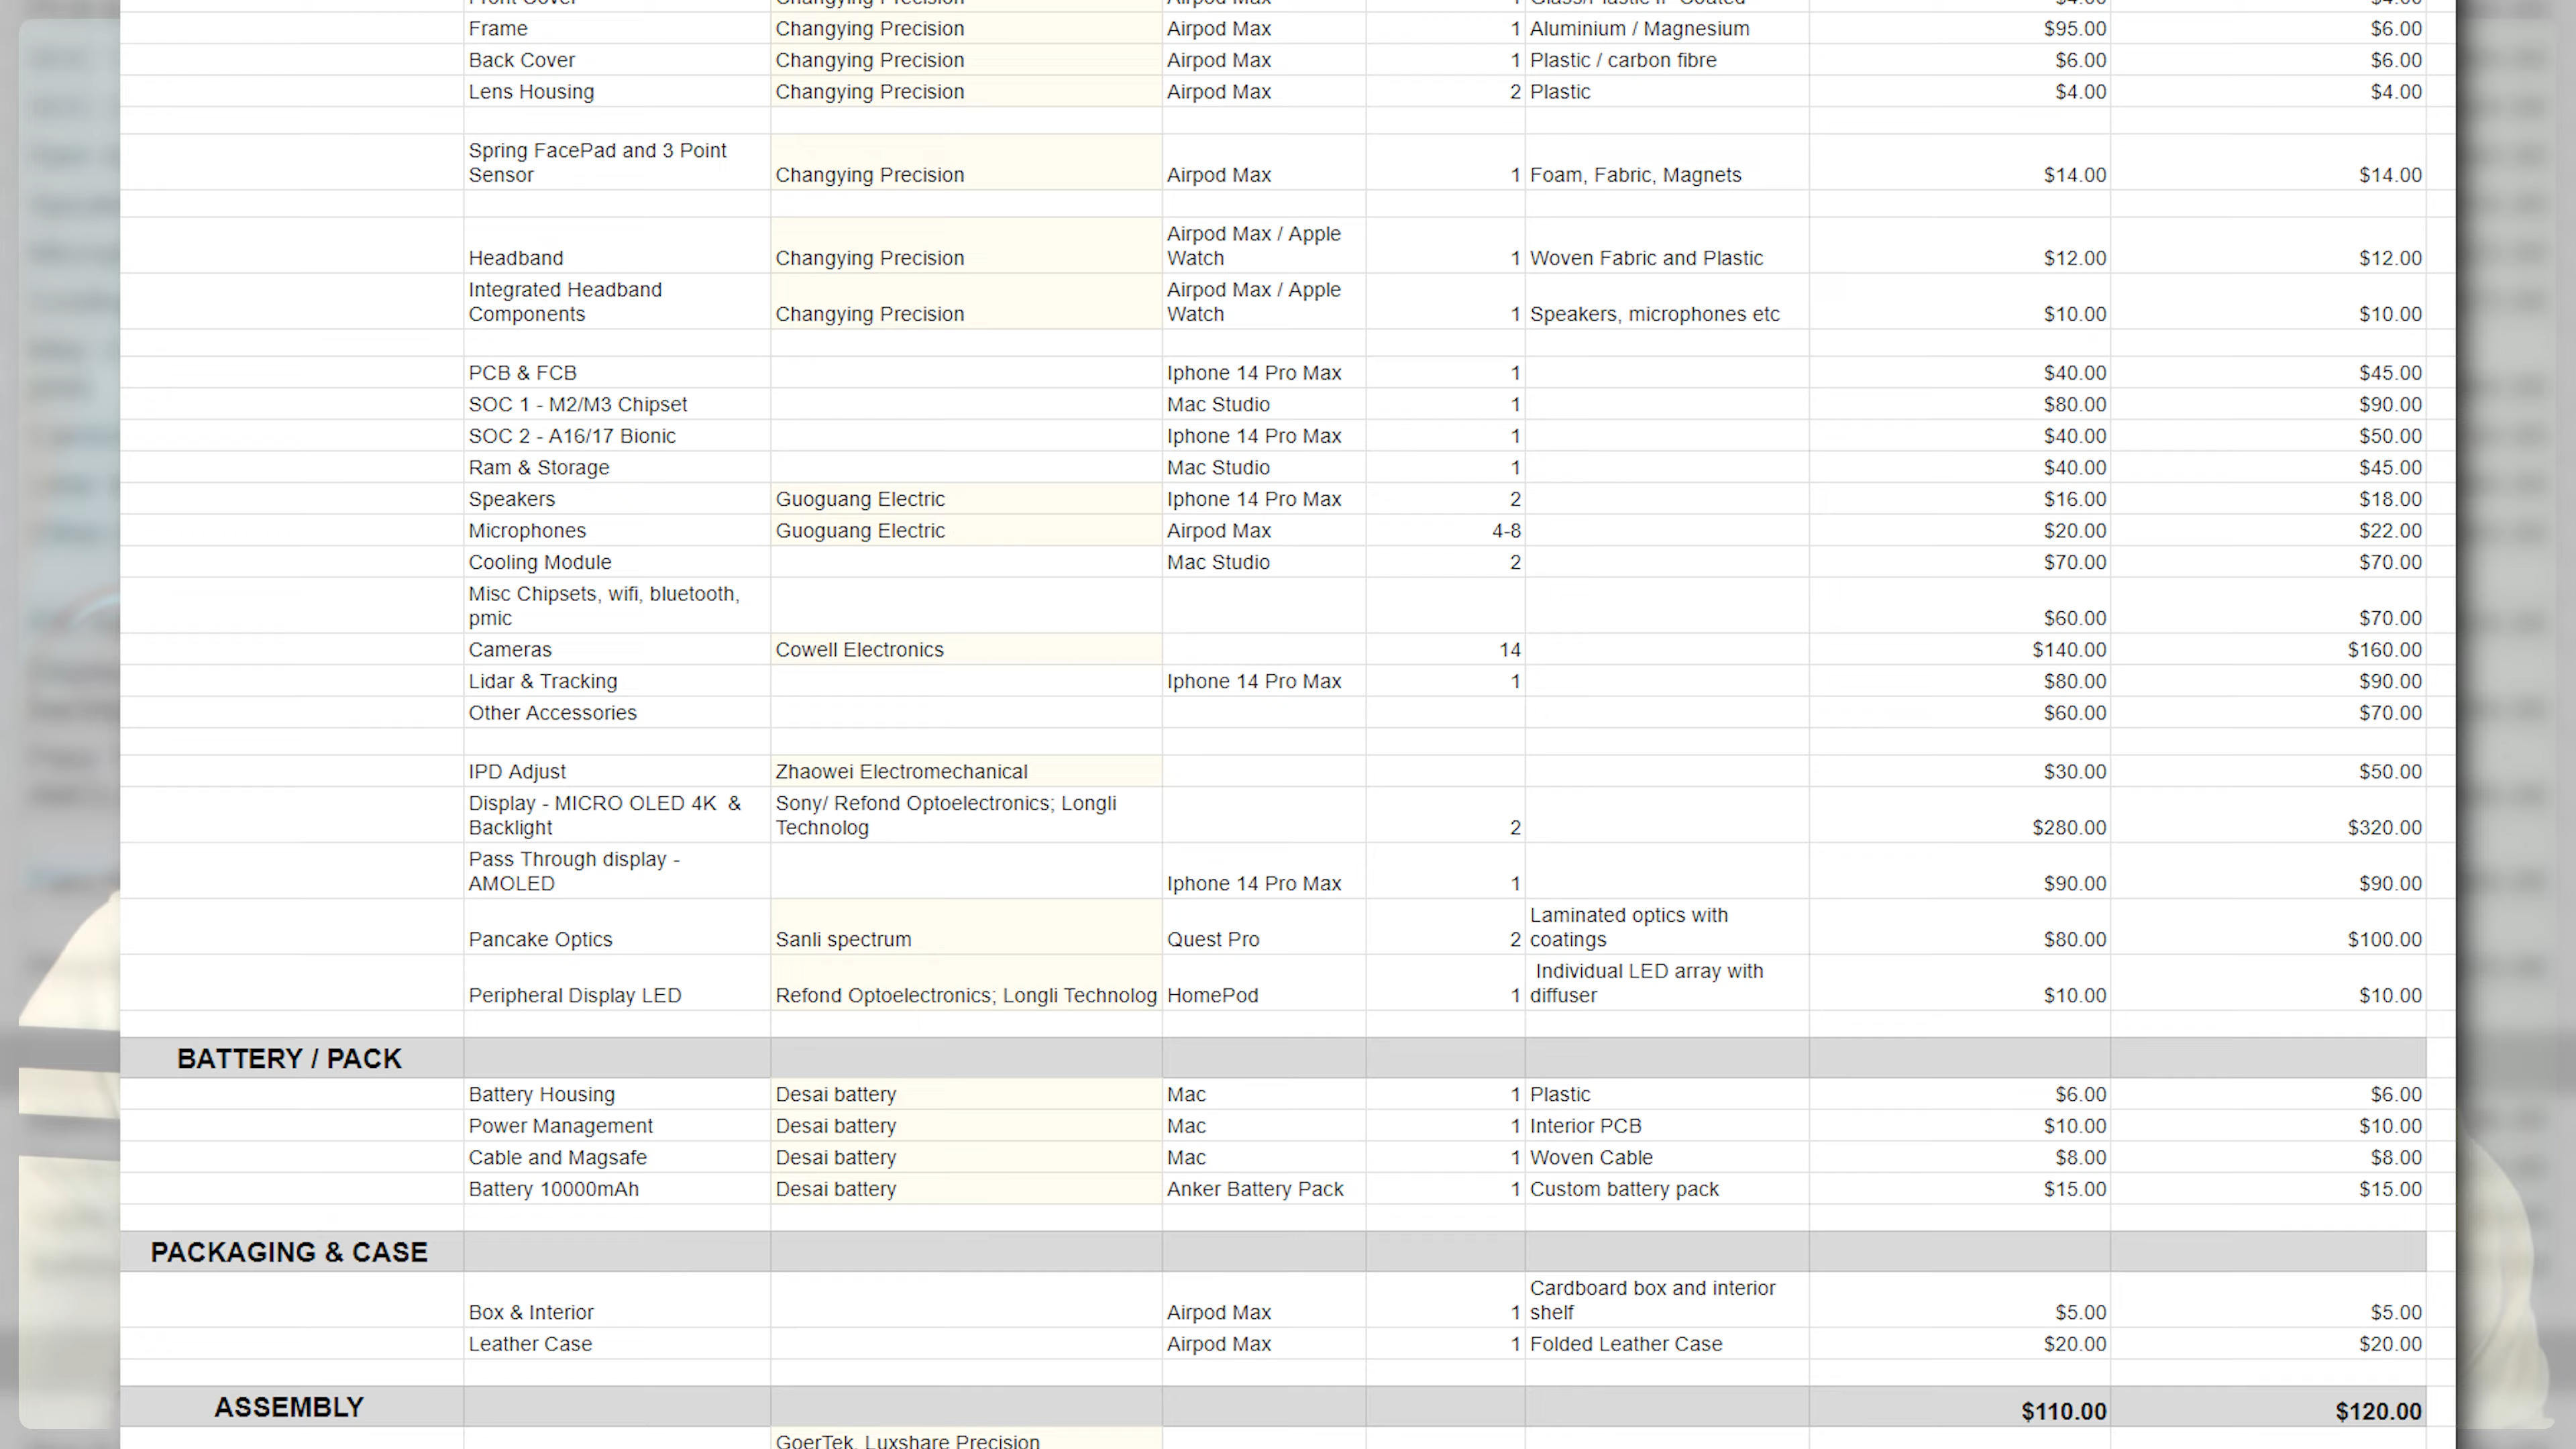 Frame Changying Precision Airpod Max 1 Aluminium / Magnesium $95.00 $6.00
Back Cover Changying Precision Airpod Max 1 Plastic / carbon fibre $6.00 $6.00
Lens Housing Changying Precision Airpod Max 2 Plastic $4.00 $4.00
Spring FacePad and 3 Point
Sensor Changying Precision Airpod Max 1 Foam, Fabric, Magnets $14.00 $14.00
Airpod Max / Apple
Headband Changying Precision Watch 1 Woven Fabric and Plastic $12.00 $12.00
Integrated Headband Airpod Max / Apple
Components Changying Precision Watch 1 Speakers, microphones etc $10.00 $10.00
PCB & FCB Iphone 14 Pro Max 1 $40.00 $45.00
SOC 1 - M2/M3 Chipset Mac Studio 1 $80.00 $90.00
SOC 2 - A16/17 Bionic Iphone 14 Pro Max 1 $40.00 $50.00
Ram & Storage Mac Studio 1 $40.00 $45.00
Speakers Guoguang Electric Iphone 14 Pro Max 2 $16.00 $18.00
Microphones Guoguang Electric Airpod Max 4-8 $20.00 $22.00
Cooling Module Mac Studio 2 $70.00 $70.00
Misc Chipsets, wifi, bluetooth,
pmic $60.00 $70.00
Cameras Cowell Electronics 14 $140.00 $160.00
Lidar & Tracking Iphone 14 Pro Max 1 $80.00 $90.00
Other Accessories $60.00 $70.00
IPD Adjust Zhaowei Electromechanical $30.00 $50.00
Display - MICRO OLED 4K & Sony/ Refond Optoelectronics; Longli
Backlight Technolog 2 $280.00 $320.00
Pass Through display -
AMOLED Iphone 14 Pro Max 1 $90.00 $90.00
Laminated optics with
Pancake Optics Sanli spectrum Quest Pro 2 coatings $80.00 $100.00
Individual LED array with
Peripheral Display LED Refond Optoelectronics; Longli Technolog HomePod 1 diffuser $10.00 $10.00
BATTERY / PACK
Battery Housing Desai battery Mac 1 Plastic $6.00 $6.00
Power Management Desai battery Mac 1 Interior PCB $10.00 $10.00
Cable and Magsafe Desai battery Mac 1 Woven Cable $8.00 $8.00
Battery 10000mAh Desai battery Anker Battery Pack 1 Custom battery pack $15.00 $15.00
PACKAGING & CASE
Cardboard box and interior
Box & Interior Airpod Max 1 shelf $5.00 $5.00
Leather Case Airpod Max 1 Folded Leather Case $20.00 $20.00
ASSEMBLY $110.00 $120.00
GoerTek, Luxshare Precision